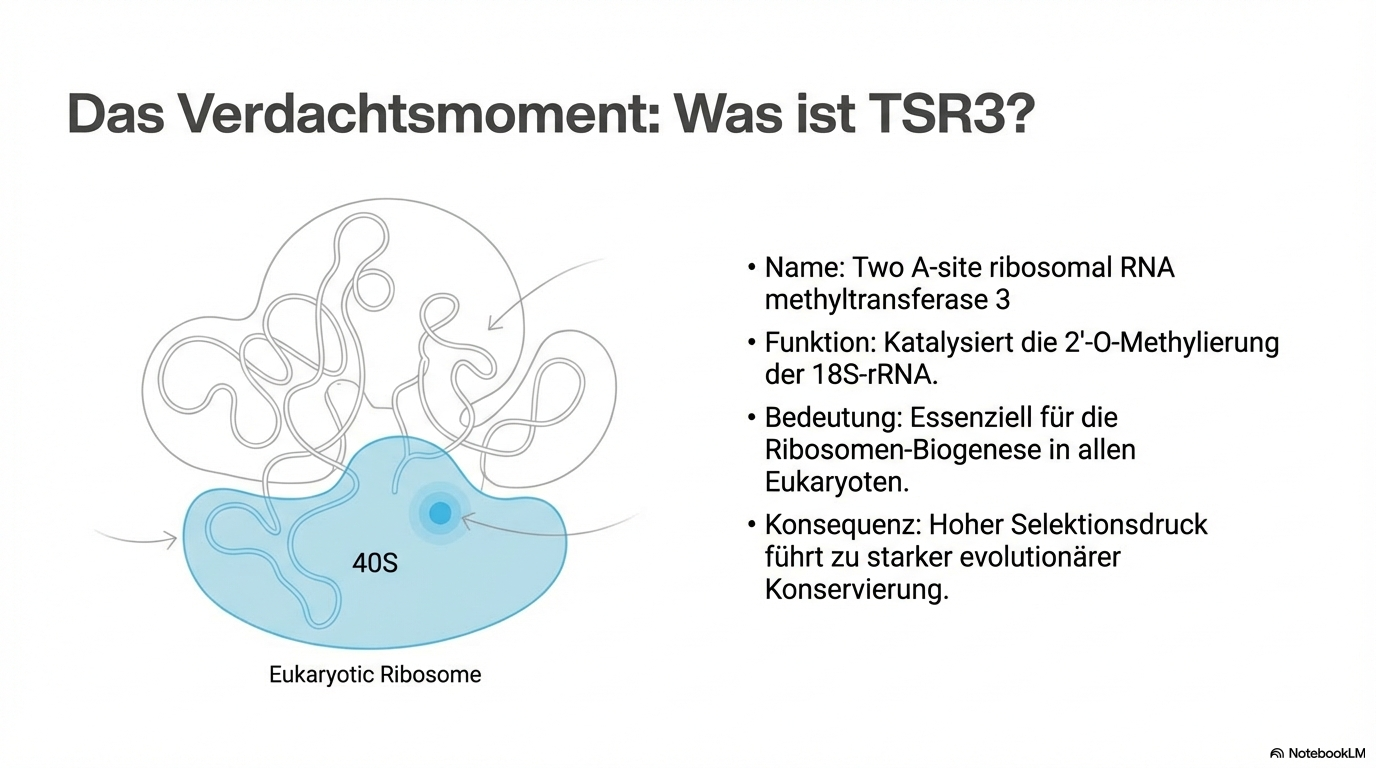 Das Verdachtsmoment: Was ist TSR3?
• Name: Two A-site ribosomal RNA
methyltransferase 3
• Funktion: Katalysiert die 2'-O-Methylierung
der 18S-rRNA.
• Bedeutung: Essenziell für die
Ribosomen-Biogenese in allen
Eukaryoten.
• Konsequenz: Hoher Selektionsdruck
führt zu starker evolutionärer
Konservierung.
40S
Eukaryotic Ribosome
NotebookLM